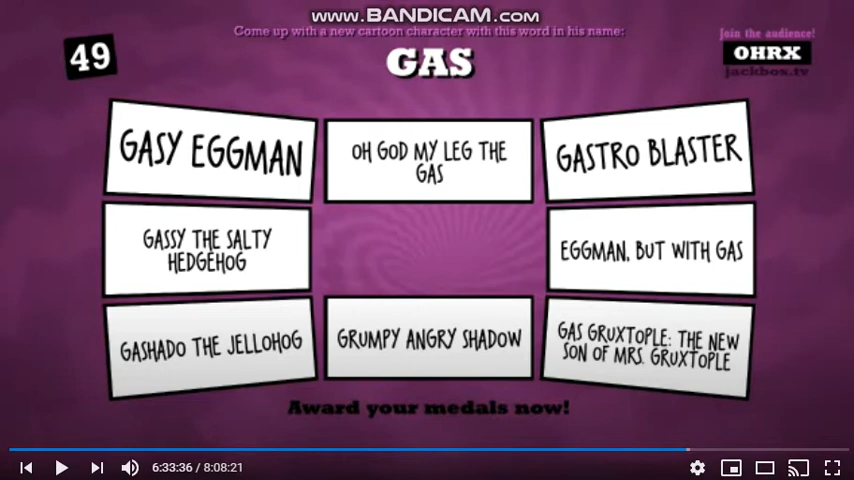 www.BANDICAM.com
Come up with a new cartoon character with this word in his name:
GAS
49
Join the audience!
OHRX
jackbox.tv
GASY EGGMAN
OH GOD MY LEG THE
GAS
GASTRO BLASTER
GASSY THE SALTY
HEDGEHOG
EGGMAN, BUT WITH GAS
GASHADO THE JELLOHOG
GRUMPY ANGRY SHADOW
GAS GRUXTOPLE: THE NEW
SON OF MRS. GRUXTOPLE
Award your medals now!
6:33:36 / 8:08:21